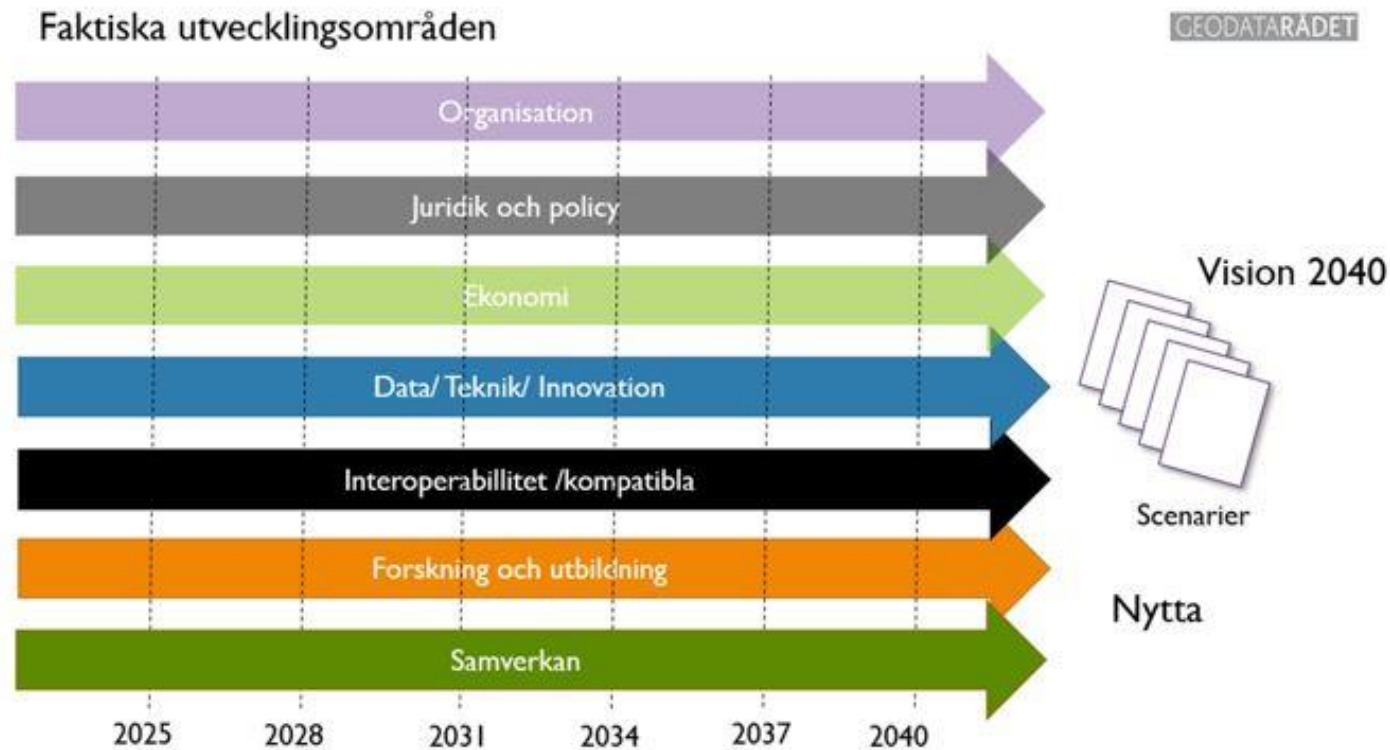 Faktiska utvecklingsområden
GEODATARÅDET
Organisation
Juridik och policy
Ekonomi
Data/ Teknik/ Innovation
Interoperabillitet /kompatibla
Forskning och utbildning
Samverkan
Vision 2040
Scenarier
Nytta
2025 2028 2031 2034 2037 2040